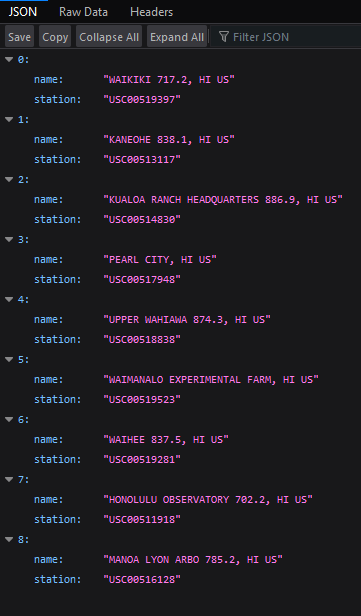 JSON Raw Data Headers
Save Copy Collapse All Expand All Filter JSON
0:
name: "WAIKIKI 717.2, HI US"
station: "USC00519397"
1:
name: "KANEOHE 838.1, HI US"
station: "USC00513117"
2:
name: "KUALOA RANCH HEADQUARTERS 886.9, HI US"
station: "USC00514830"
3:
name: "PEARL CITY, HI US"
station: "USC00517948"
4:
name: "UPPER WAHIAWA 874.3, HI US"
station: "USC00518838"
5:
name: "WAIMANALO EXPERIMENTAL FARM, HI US"
station: "USC00519523"
6:
name: "WAIHEE 837.5, HI US"
station: "USC00519281"
7:
name: "HONOLULU OBSERVATORY 702.2, HI US"
station: "USC00511918"
8:
name: "MANOA LYON ARBO 785.2, HI US"
station: "USC00516128"